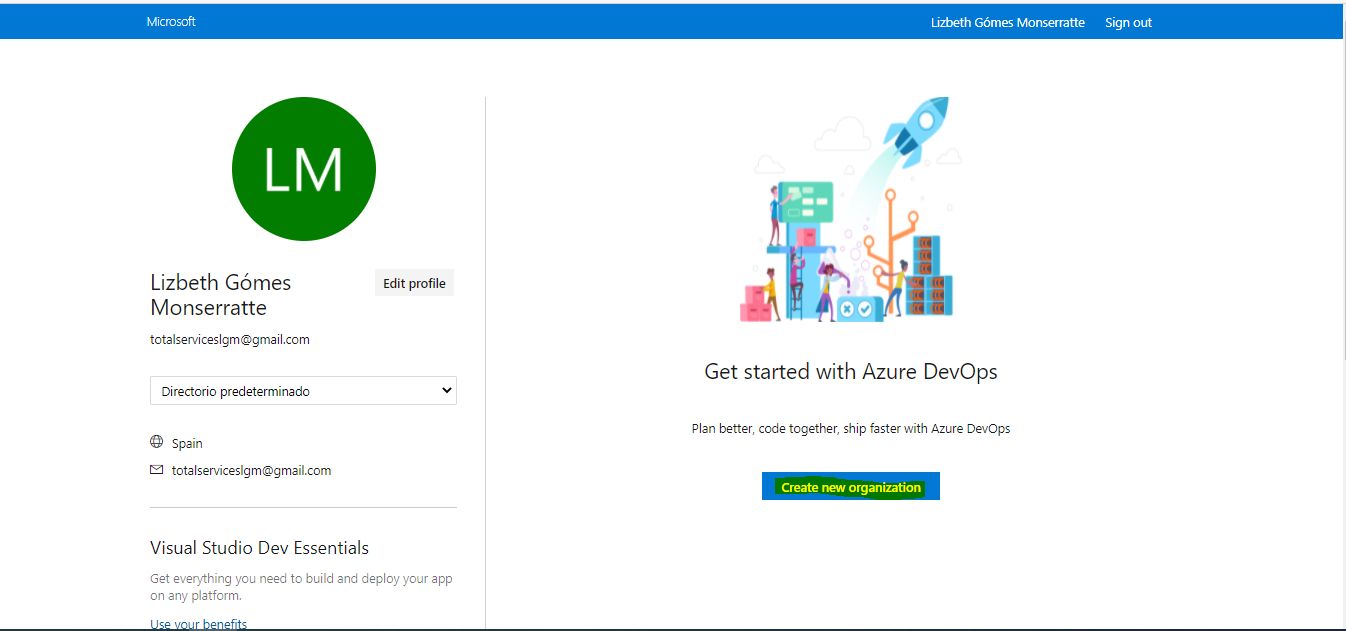 Microsoft
Lizbeth Gómes Monserratte Sign out
LM
Lizbeth Gómes
Monserratte
Edit profile
totalserviceslgm@gmail.com
Directorio predeterminado
Spain
totalserviceslgm@gmail.com
Visual Studio Dev Essentials
Get everything you need to build and deploy your app
on any platform.
Use your benefits
Get started with Azure DevOps
Plan better, code together, ship faster with Azure DevOps
Create new organization